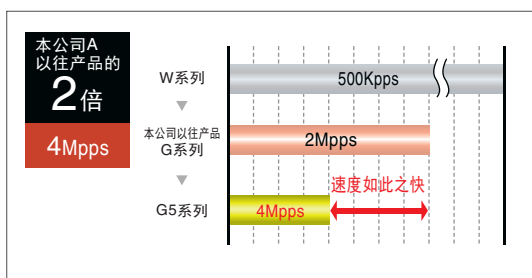 本公司A
以往产品的
2倍
4Mpps
W系列
500Kpps
本公司以往产品
G系列
2Mpps
速度如此之快
G5系列
4Mpps